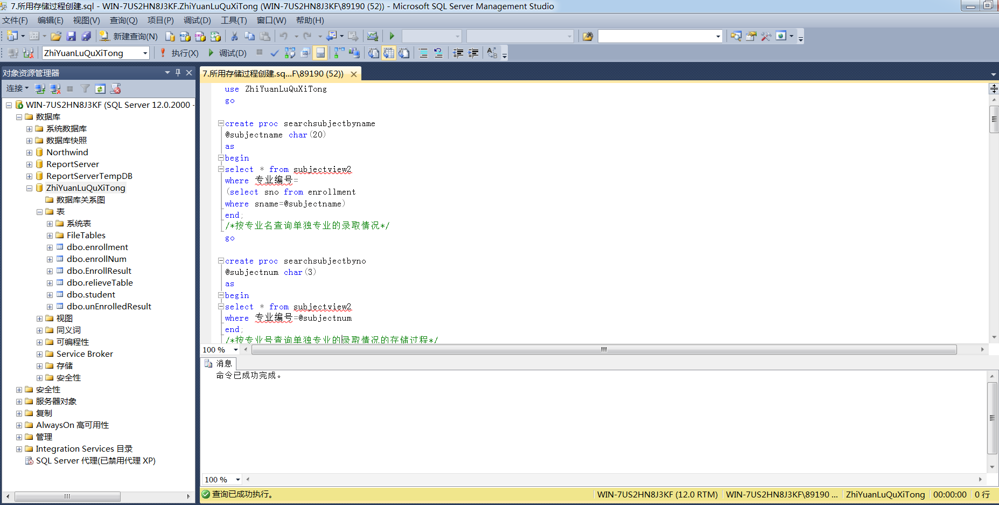 7.所用存储过程创建.sql - WIN-7US2HN8J3KF.ZhiYuanLuQuXiTong (WIN-7US2HN8J3KF\89190 (52)) - Microsoft SQL Server Management Studio
文件(F) 编辑(E) 视图(V) 查询(Q) 项目(P) 调试(D) 工具(T) 窗口(W) 帮助(H)
新建查询(N)
ZhiYuanLuQuXiTong 执行(X) 调试(D)
对象资源管理器
连接
WIN-7US2HN8J3KF (SQL Server 12.0.2000 -
数据库
系统数据库
数据库快照
Northwind
ReportServer
ReportServerTempDB
ZhiYuanLuQuXiTong
数据库关系图
表
系统表
FileTables
dbo.enrollment
dbo.enrollNum
dbo.EnrollResult
dbo.relieveTable
dbo.student
dbo.unEnrolledResult
视图
同义词
可编程性
Service Broker
存储
安全性
安全性
服务器对象
复制
AlwaysOn 高可用性
管理
Integration Services 目录
SQL Server 代理(已禁用代理 XP)
7.所用存储过程创建.sq...F\89190 (52))
use ZhiYuanLuQuXiTong
go
create proc searchsubjectbyname
@subjectname char(20)
as
begin
select * from subjectview2
where 专业编号=
(select sno from enrollment
where sname=@subjectname)
end;
/*按专业名查询单独专业的录取情况*/
go
create proc searchsubjectbyno
@subjectnum char(3)
as
begin
select * from subjectview2
where 专业编号=@subjectnum
end;
/*按专业号查询单独专业的录取情况的存储过程*/
100 %
消息
命令已成功完成。
100 %
查询已成功执行。
WIN-7US2HN8J3KF (12.0 RTM) WIN-7US2HN8J3KF\89190 ... ZhiYuanLuQuXiTong 00:00:00 0 行